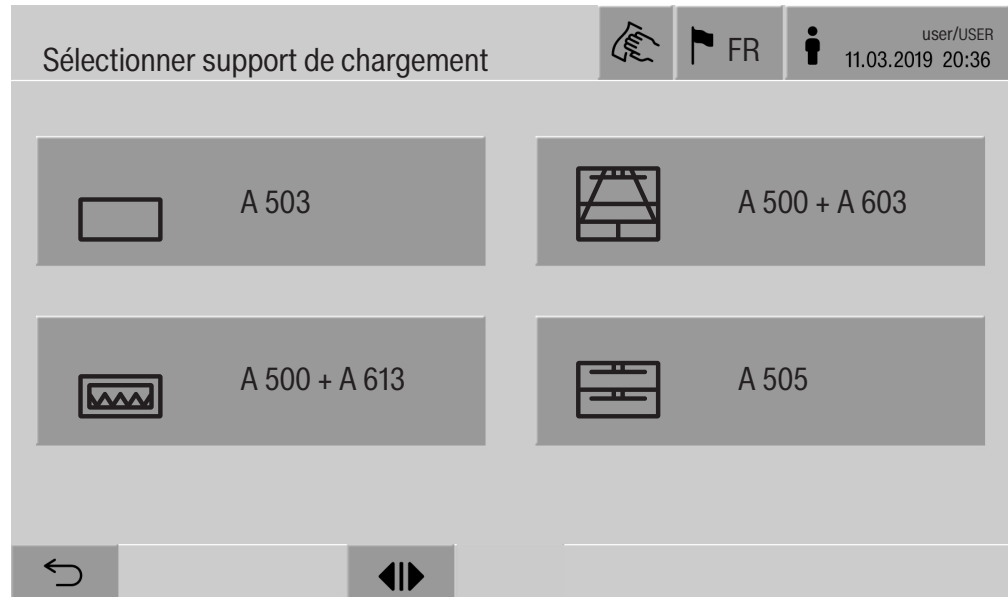 Sélectionner support de chargement
FR
user/USER
11.03.2019 20:36
A 503
A 500 + A 603
A 500 + A 613
A 505